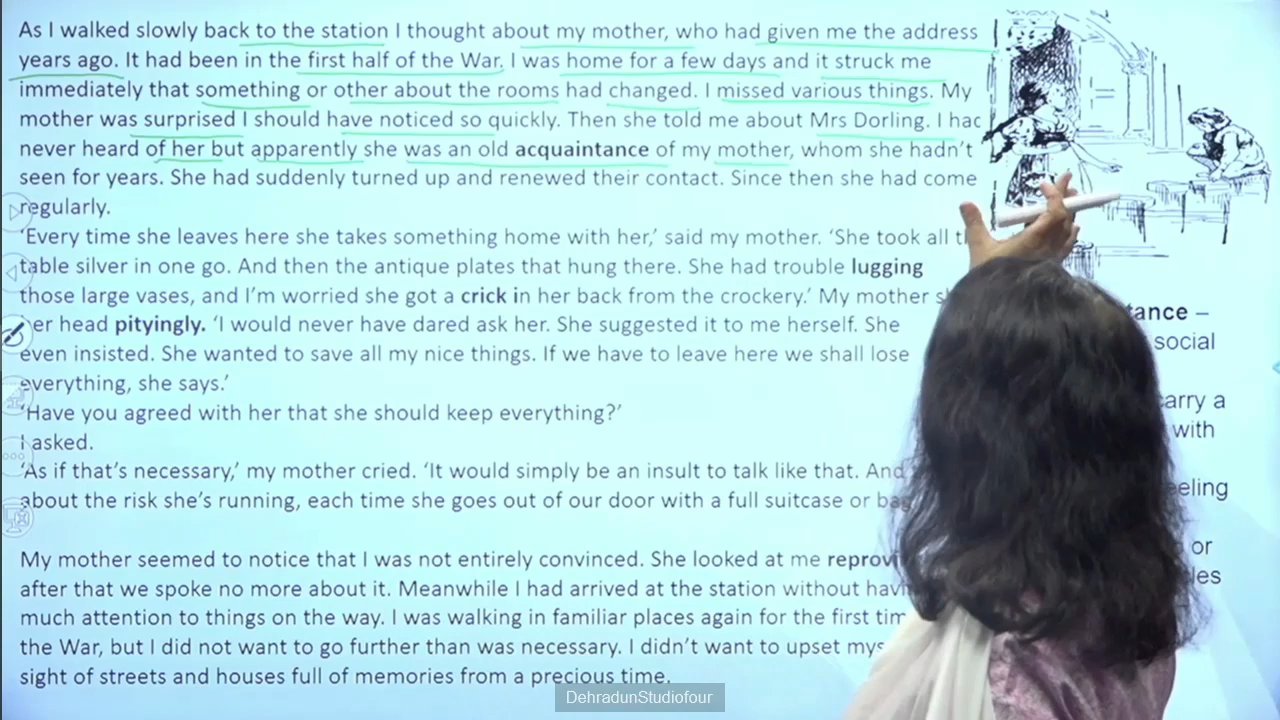 As I walked slowly back to the station I thought about my mother, who had given me the address
years ago. It had been in the first half of the War. I was home for a few days and it struck me
immediately that something or other about the rooms had changed. I missed various things. My
mother was surprised I should have noticed so quickly. Then she told me about Mrs Dorling. I had
never heard of her but apparently she was an old acquaintance of my mother, whom she hadn't
seen for years. She had suddenly turned up and renewed their contact. Since then she had come
regularly.
'Every time she leaves here she takes something home with her,' said my mother. 'She took all
table silver in one go. And then the antique plates that hung there. She had trouble lugging
those large vases, and I'm worried she got a crick in her back from the crockery.' My mother
er head pityingly. 'I would never have dared ask her. She suggested it to me herself. She
even insisted. She wanted to save all my nice things. If we have to leave here we shall lose
everything, she says.'
'Have you agreed with her that she should keep everything?'
I asked.
'As if that's necessary,' my mother cried. 'It would simply be an insult to talk like that. And
about the risk she's running, each time she goes out of our door with a full suitcase or bag
My mother seemed to notice that I was not entirely convinced. She looked at me reprov
after that we spoke no more about it. Meanwhile I had arrived at the station without hav
much attention to things on the way. I was walking in familiar places again for the first tim
the War, but I did not want to go further than was necessary. I didn't want to upset mys
sight of streets and houses full of memories from a precious time.
tance –
social
arry a
with
eeling
or
les
DehradunStudiofour